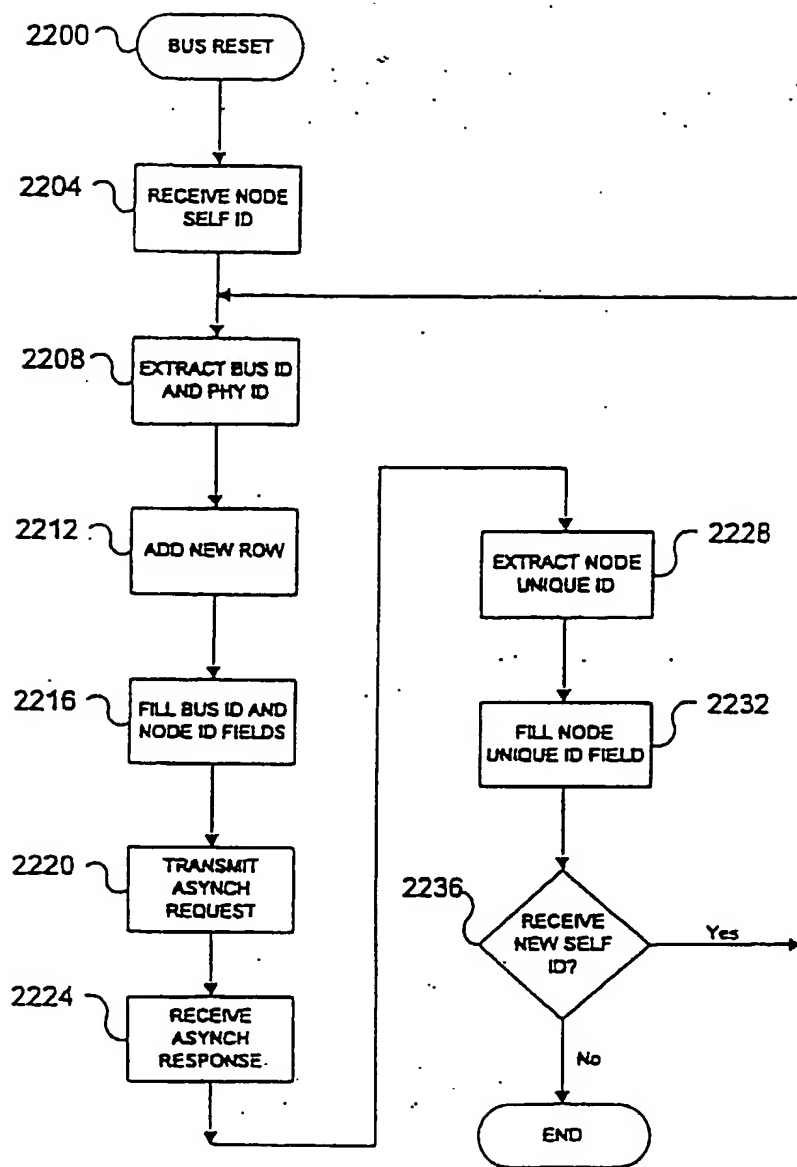 2200
BUS RESET
2204
RECEIVE NODE
SELF ID
2208
EXTRACT BUS ID
AND PHY ID
2212
ADD NEW ROW
2216
FILL BUS ID AND
NODE ID FIELDS
2220
TRANSMIT
ASYNCH
REQUEST
2224
RECEIVE
ASYNCH
RESPONSE
2228
EXTRACT NODE
UNIQUE ID
2232
FILL NODE
UNIQUE ID FIELD
2236
RECEIVE
NEW SELF
ID?
Yes
No
END